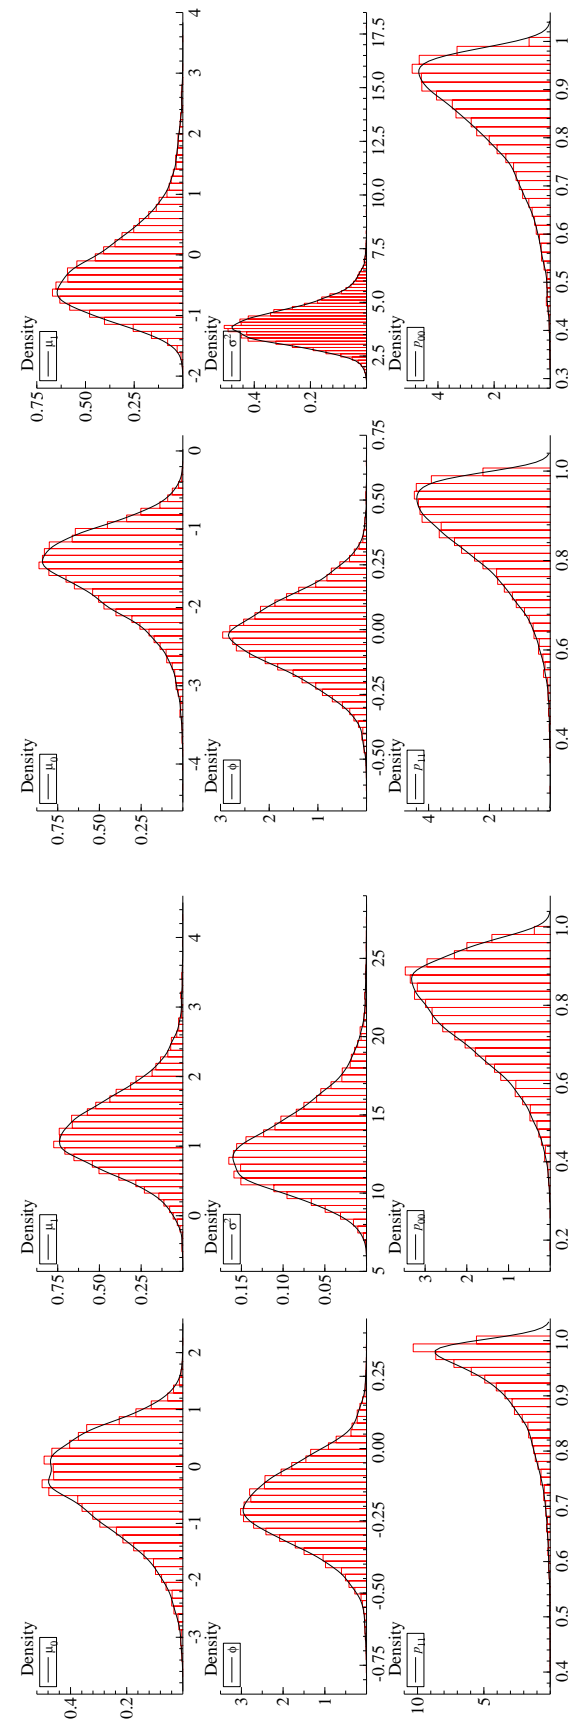 Density
μ₀
0.4
0.2
-3 -2 -1 0 1 2
Density
μ₁
0.75
0.50
0.25
0 1 2 3 4
Density
μ₀
0.75
0.50
0.25
-4 -3 -2 -1 0
Density
μ₁
0.75
0.50
0.25
-2 -1 0 1 2 3 4
Density
φ
3
2
1
-0.75 -0.50 -0.25 0.00 0.25
Density
σ²
0.15
0.10
0.05
5 10 15 20 25
Density
φ
3
2
1
-0.50 -0.25 0.00 0.25 0.50 0.75
Density
σ²
0.4
0.2
2.5 5.0 7.5 10.0 12.5 15.0 17.5
Density
p₁₁
10
5
0.4 0.5 0.6 0.7 0.8 0.9 1.0
Density
p₀₀
3
2
1
0.2 0.4 0.6 0.8 1.0
Density
p₁₁
4
2
0.4 0.6 0.8 1.0
Density
p₀₀
4
2
0.3 0.4 0.5 0.6 0.7 0.8 0.9 1